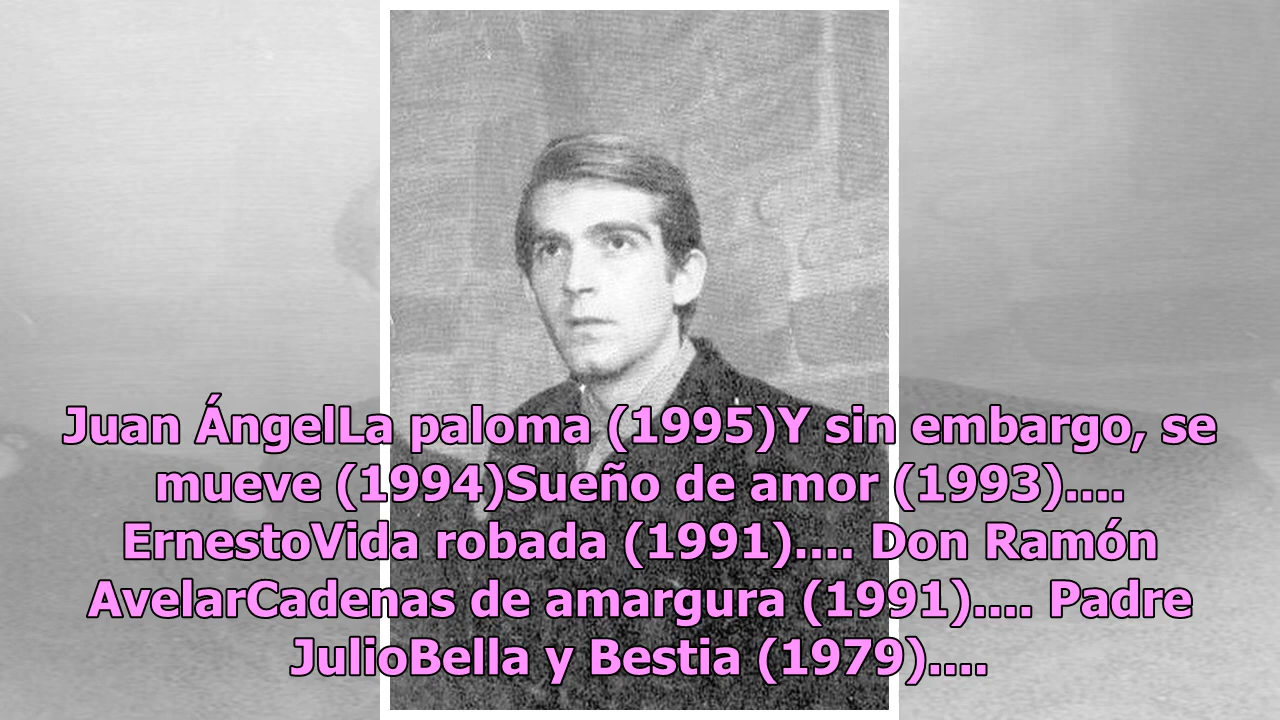 Juan ÁngelLa paloma (1995)Y sin embargo, se
mueve (1994)Sueño de amor (1993)....
ErnestoVida robada (1991).... Don Ramón
AvelarCadenas de amargura (1991).... Padre
JulioBella y Bestia (1979)....